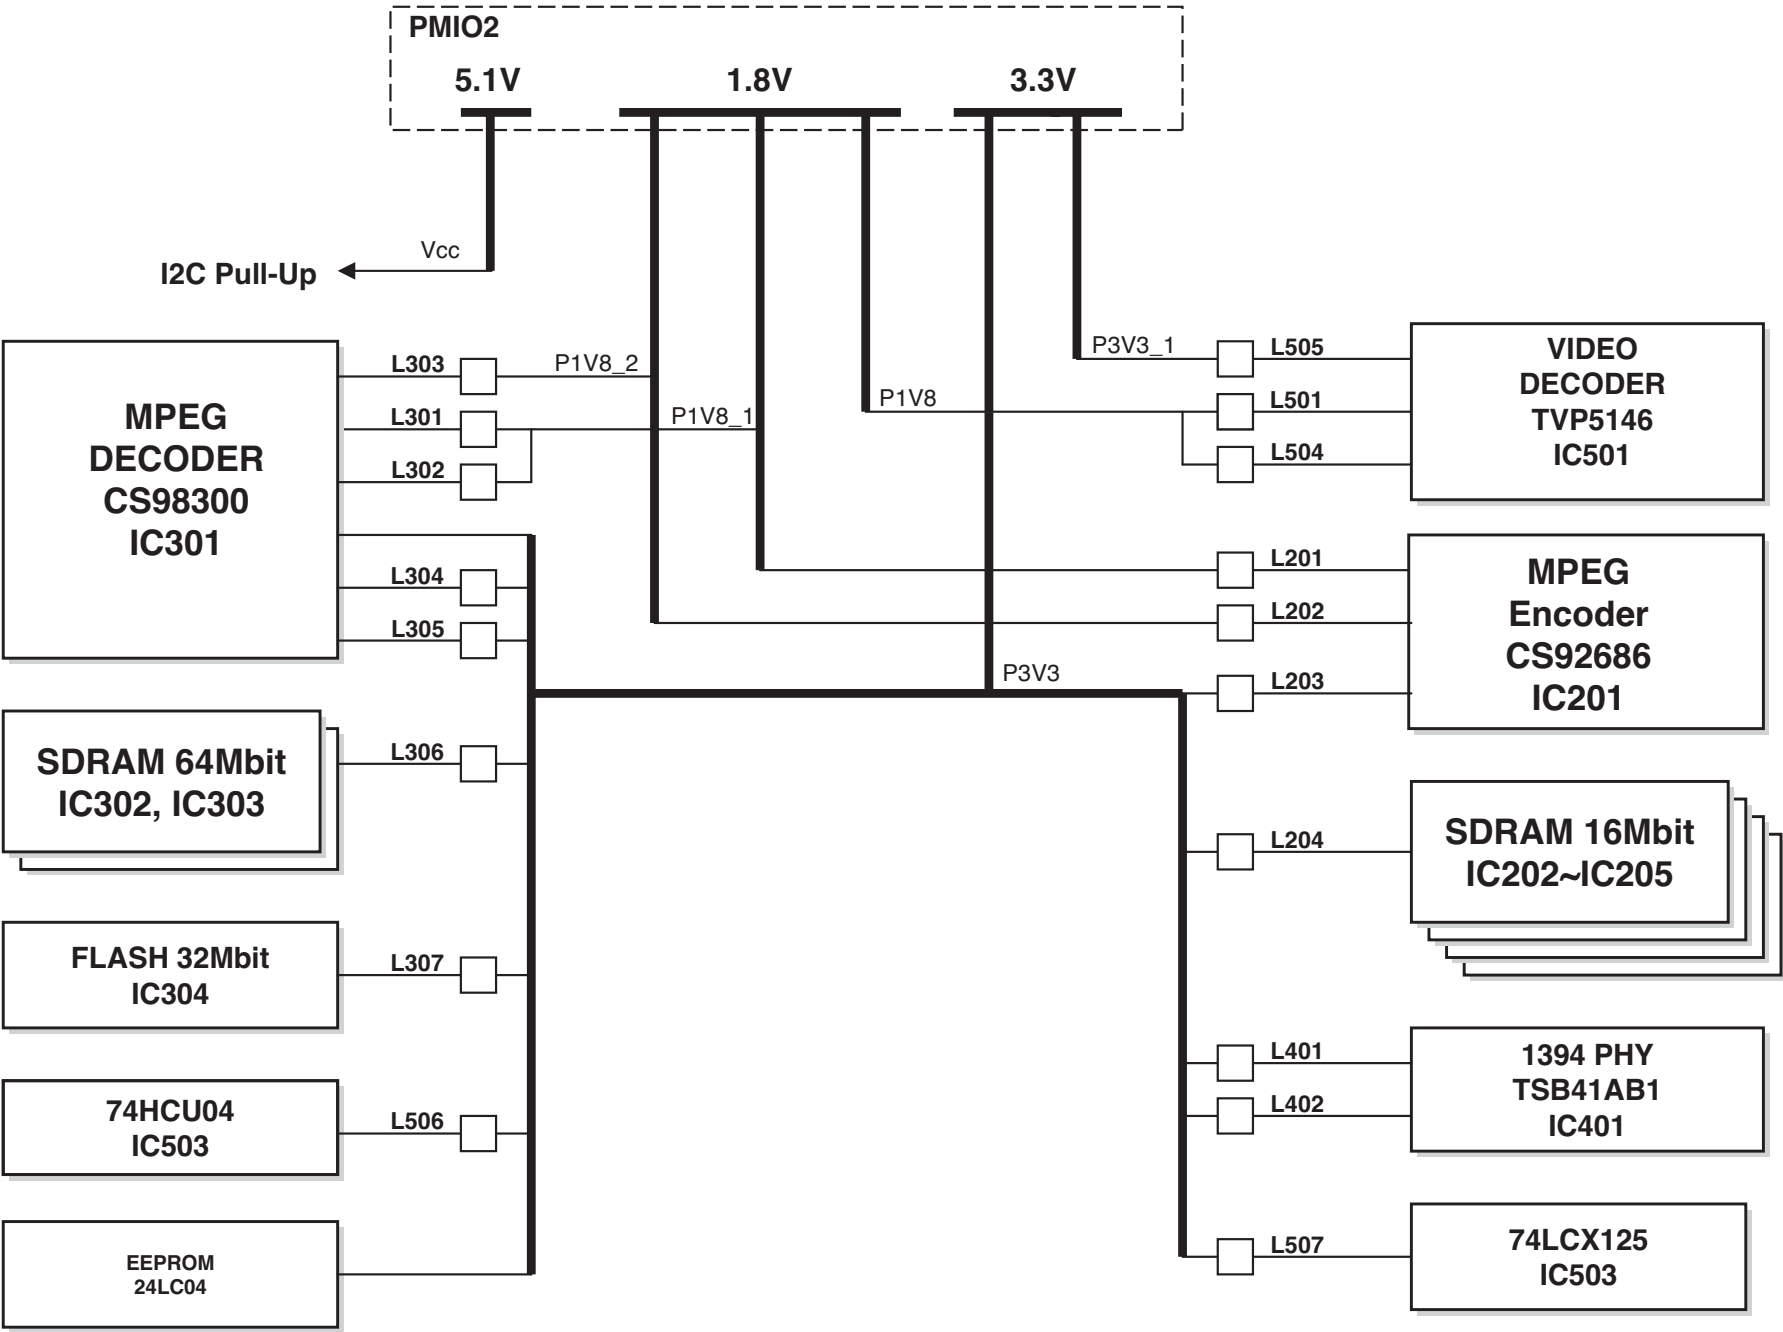 PMIO2
5.1V
1.8V
3.3V
Vcc
I2C Pull-Up
MPEG
DECODER
CS98300
IC301
L303
P1V8_2
L301
P1V8_1
L302
L304
L305
P1V8
P3V3_1
L505
L501
L504
VIDEO
DECODER
TVP5146
IC501
L201
L202
P3V3
L203
MPEG
Encoder
CS92686
IC201
SDRAM 64Mbit
IC302, IC303
L306
L204
SDRAM 16Mbit
IC202~IC205
FLASH 32Mbit
IC304
L307
L401
L402
1394 PHY
TSB41AB1
IC401
74HCU04
IC503
L506
EEPROM
24LC04
L507
74LCX125
IC503